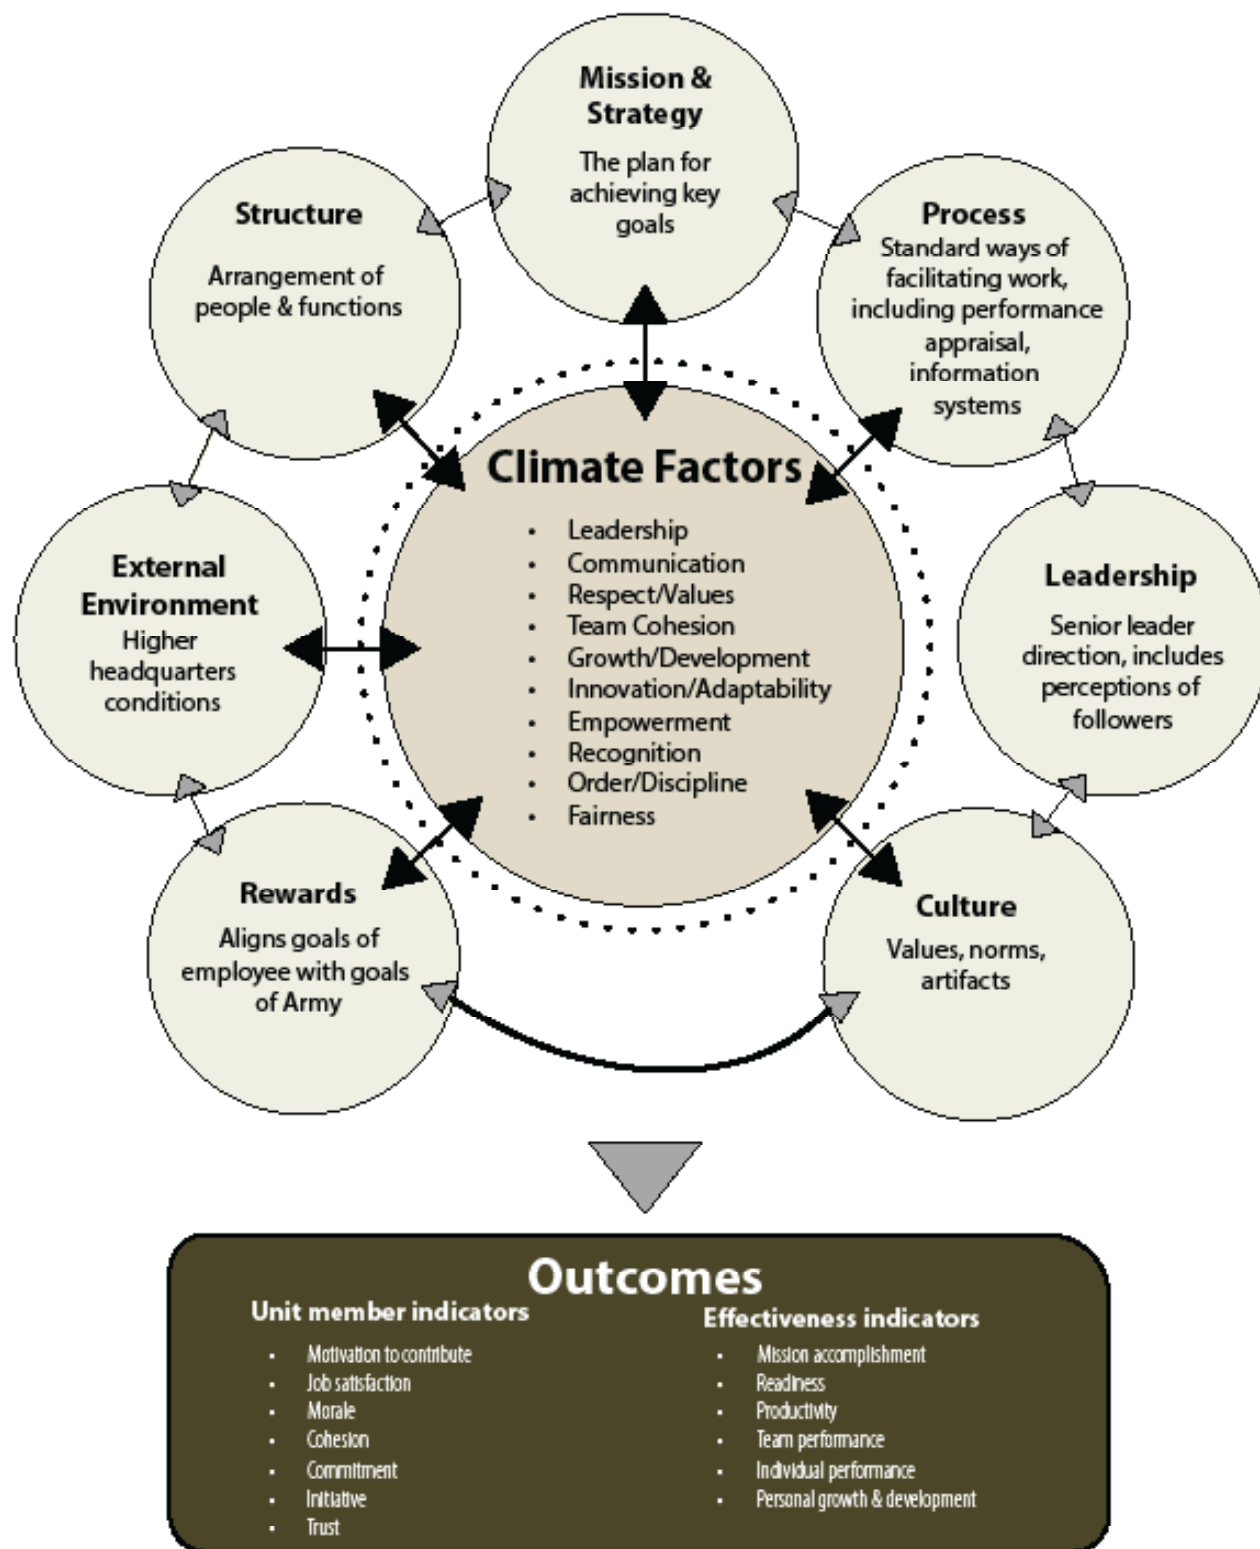 Mission &
Strategy
The plan for
achieving key
goals
Structure
Arrangement of
people & functions
Process
Standard ways of
facilitating work,
including performance
appraisal,
information
systems
Climate Factors
• Leadership
• Communication
• Respect/Values
• Team Cohesion
• Growth/Development
• Innovation/Adaptability
• Empowerment
• Recognition
• Order/Discipline
• Fairness
External
Environment
Higher
headquarters
conditions
Leadership
Senior leader
direction, includes
perceptions of
followers
Rewards
Aligns goals of
employee with goals
of Army
Culture
Values, norms,
artifacts
Outcomes
Unit member indicators
• Motivation to contribute
• Job satisfaction
• Morale
• Cohesion
• Commitment
• Initiative
• Trust
Effectiveness indicators
• Mission accomplishment
• Readiness
• Productivity
• Team performance
• Individual performance
• Personal growth & development